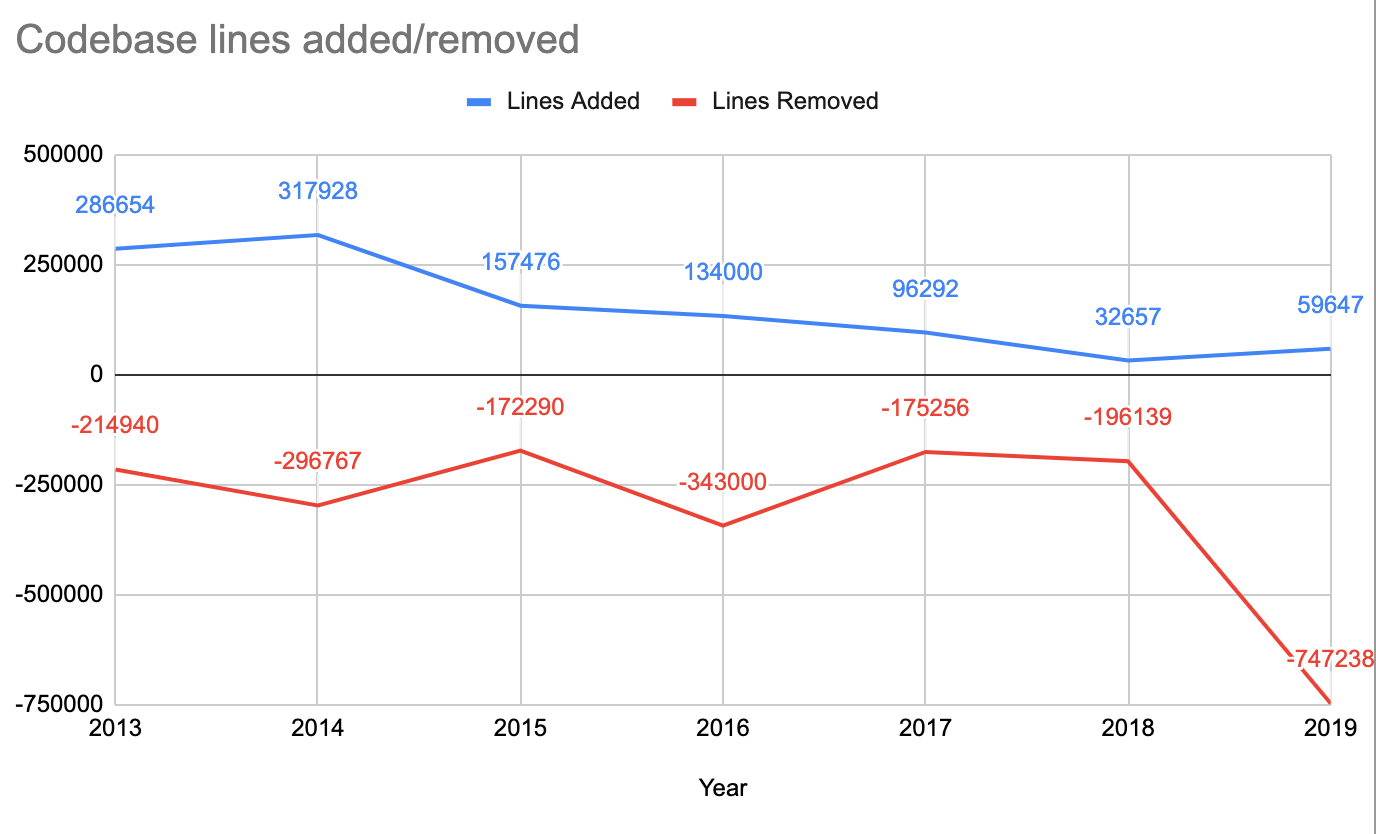 Codebase lines added/removed
Lines Added Lines Removed
500000
250000
0
-250000
-500000
-750000
286654 317928 157476 134000 96292 32657 59647
-214940 -296767 -172290 -343000 -175256 -196139 -747238
2013 2014 2015 2016 2017 2018 2019
Year